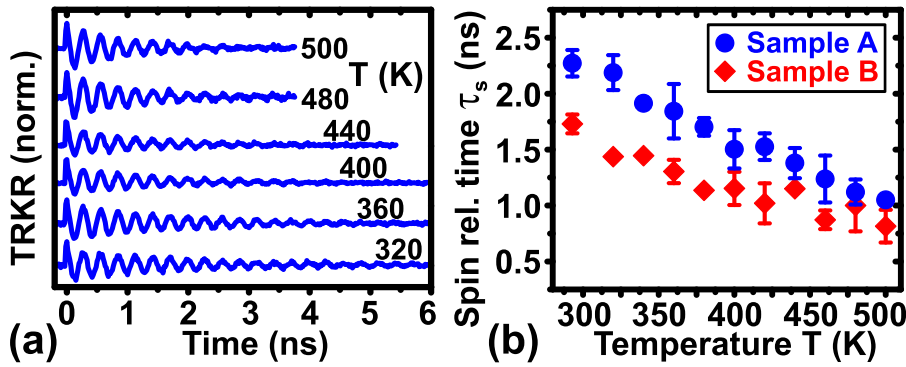 TRKR (norm.)
500
T (K)
480
440
400
360
320
0 1 2 3 4 5 6
Time (ns)
(a)
Spin rel. time τs (ns)
2.5
2.0
1.5
1.0
0.5
Sample A
Sample B
300 350 400 450 500
Temperature T (K)
(b)